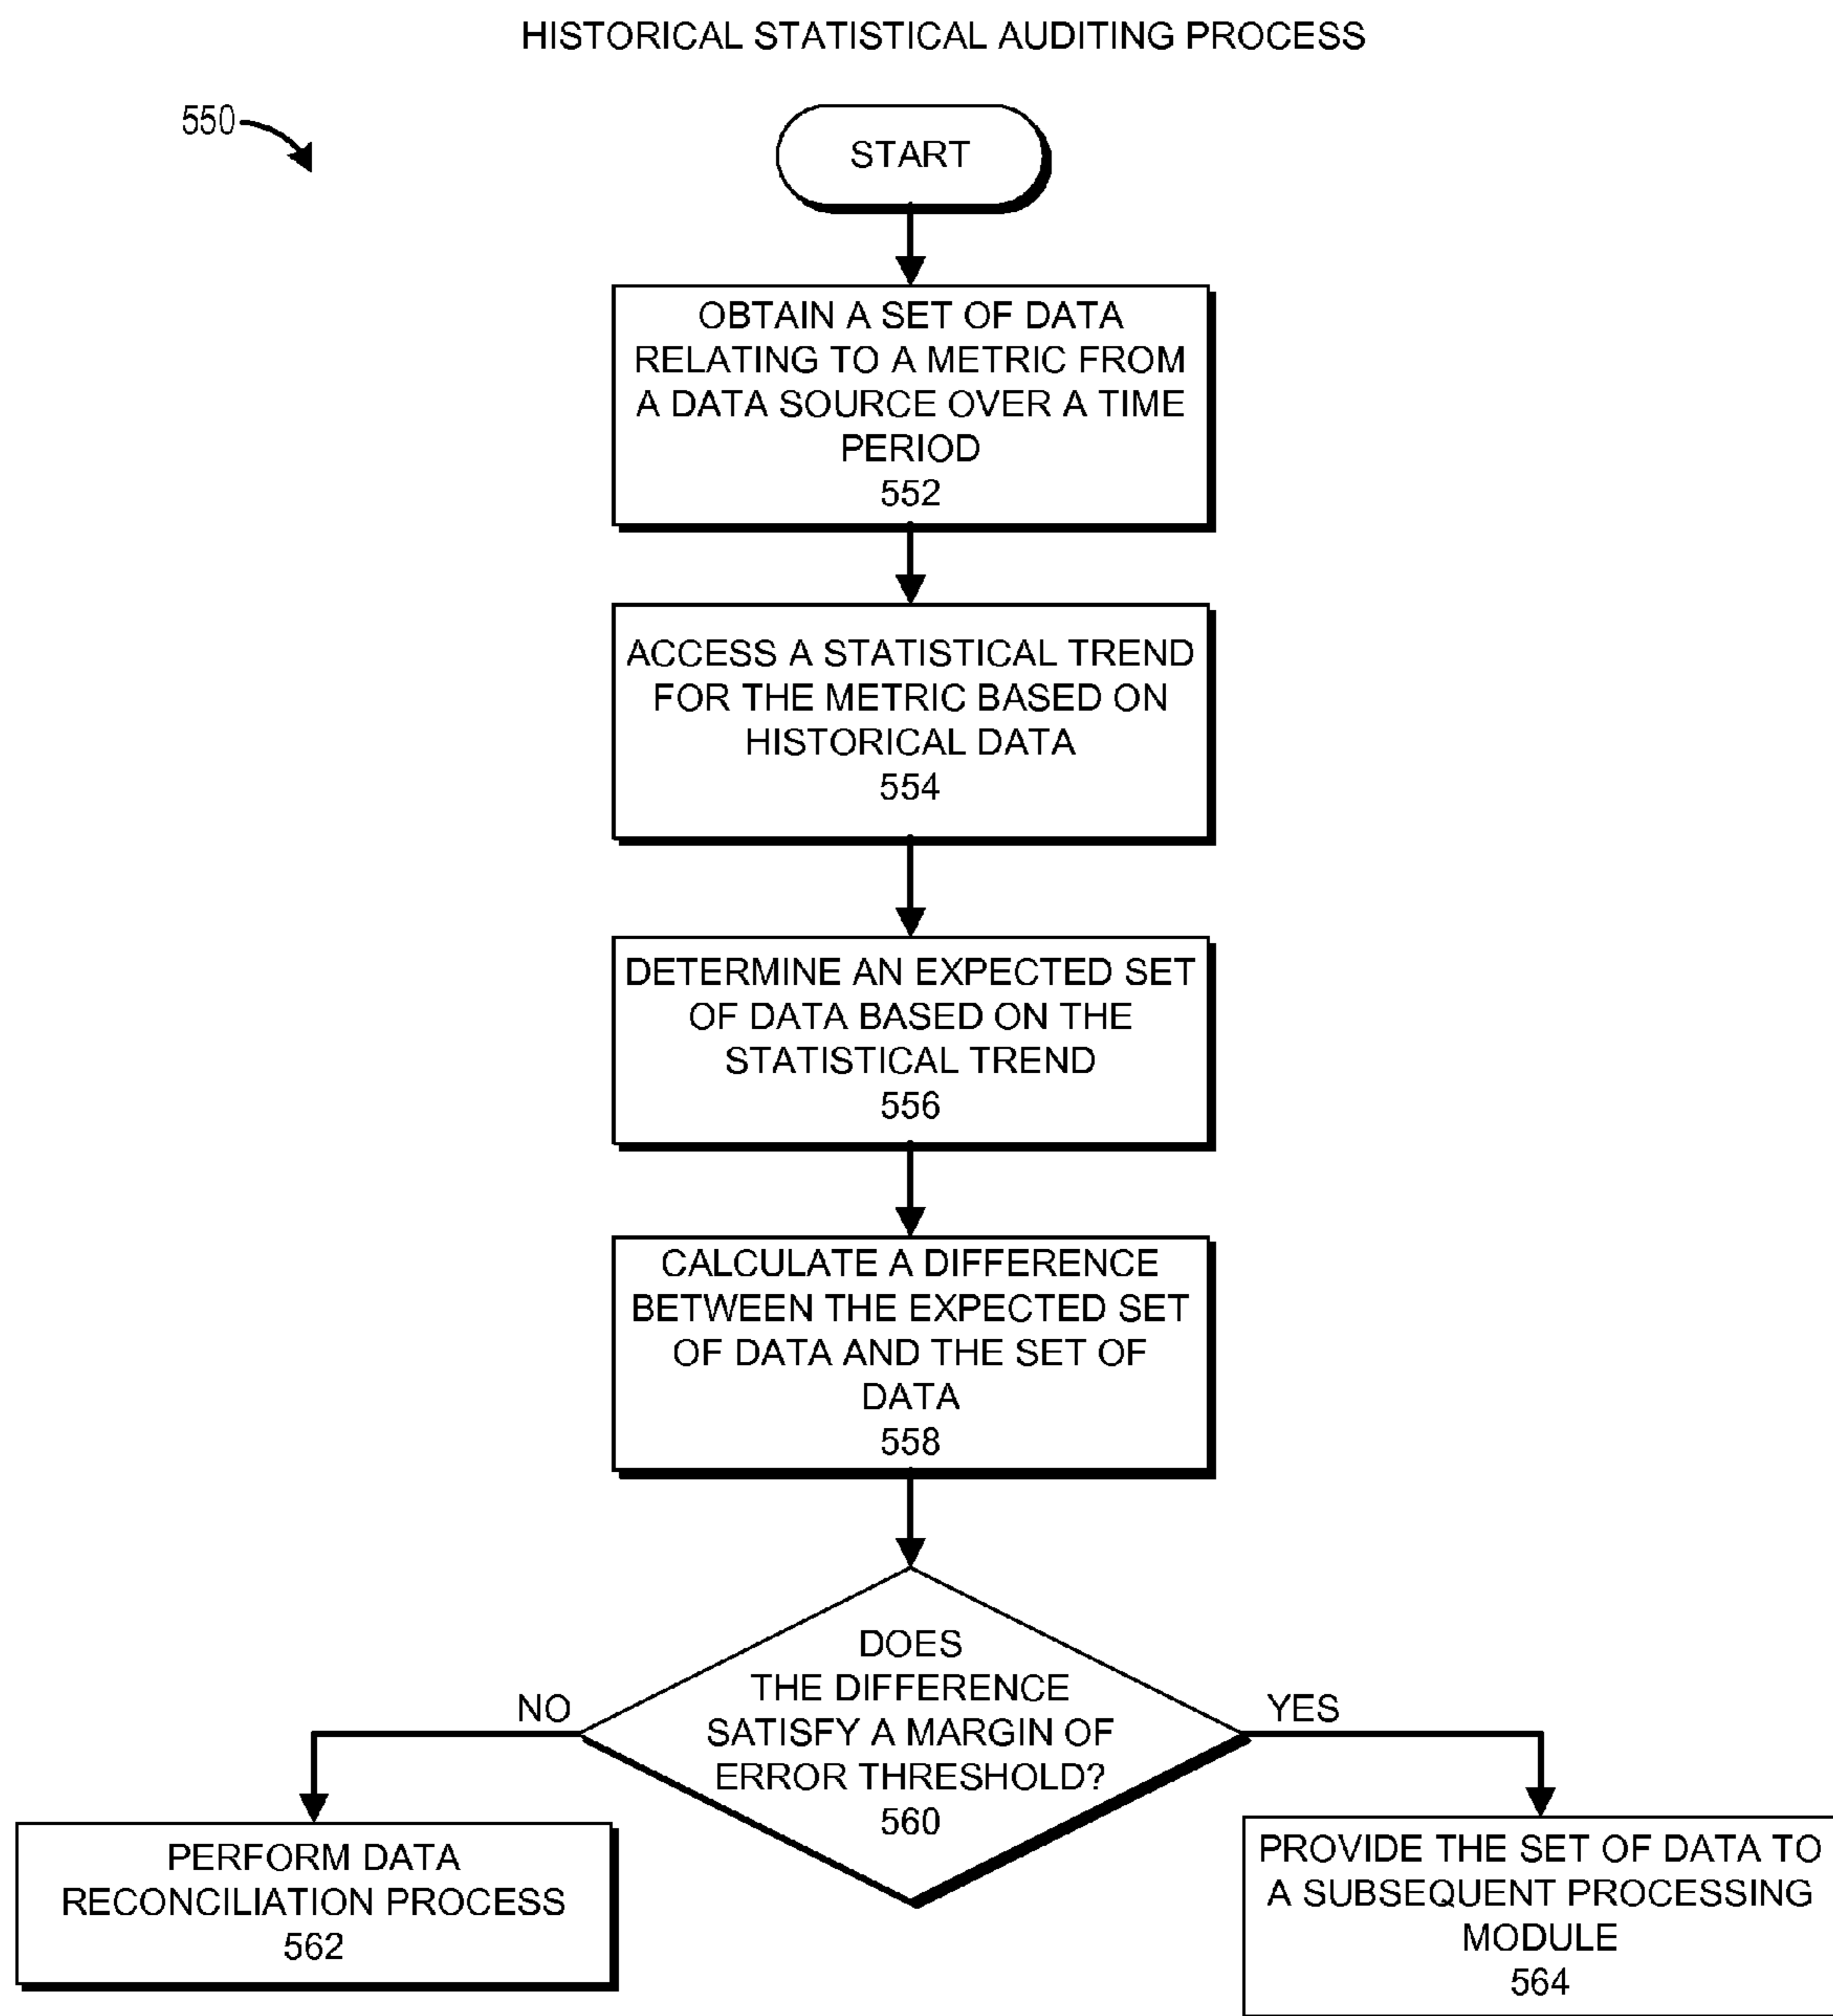 HISTORICAL STATISTICAL AUDITING PROCESS
550
START
OBTAIN A SET OF DATA
RELATING TO A METRIC FROM
A DATA SOURCE OVER A TIME
PERIOD
552
ACCESS A STATISTICAL TREND
FOR THE METRIC BASED ON
HISTORICAL DATA
554
DETERMINE AN EXPECTED SET
OF DATA BASED ON THE
STATISTICAL TREND
556
CALCULATE A DIFFERENCE
BETWEEN THE EXPECTED SET
OF DATA AND THE SET OF
DATA
558
DOES
THE DIFFERENCE
SATISFY A MARGIN OF
ERROR THRESHOLD?
560
NO
YES
PERFORM DATA
RECONCILIATION PROCESS
562
PROVIDE THE SET OF DATA TO
A SUBSEQUENT PROCESSING
MODULE
564